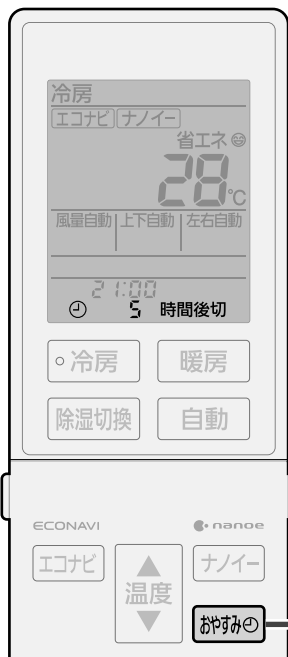 冷房
エコナビ ナノイー
省エネ
28℃
風量自動 上下自動 左右自動
21:00
5 時間後切
冷房 暖房
除湿切換 自動
ECONAVI nanoe
エコナビ ナノイー
温度
おやすみ